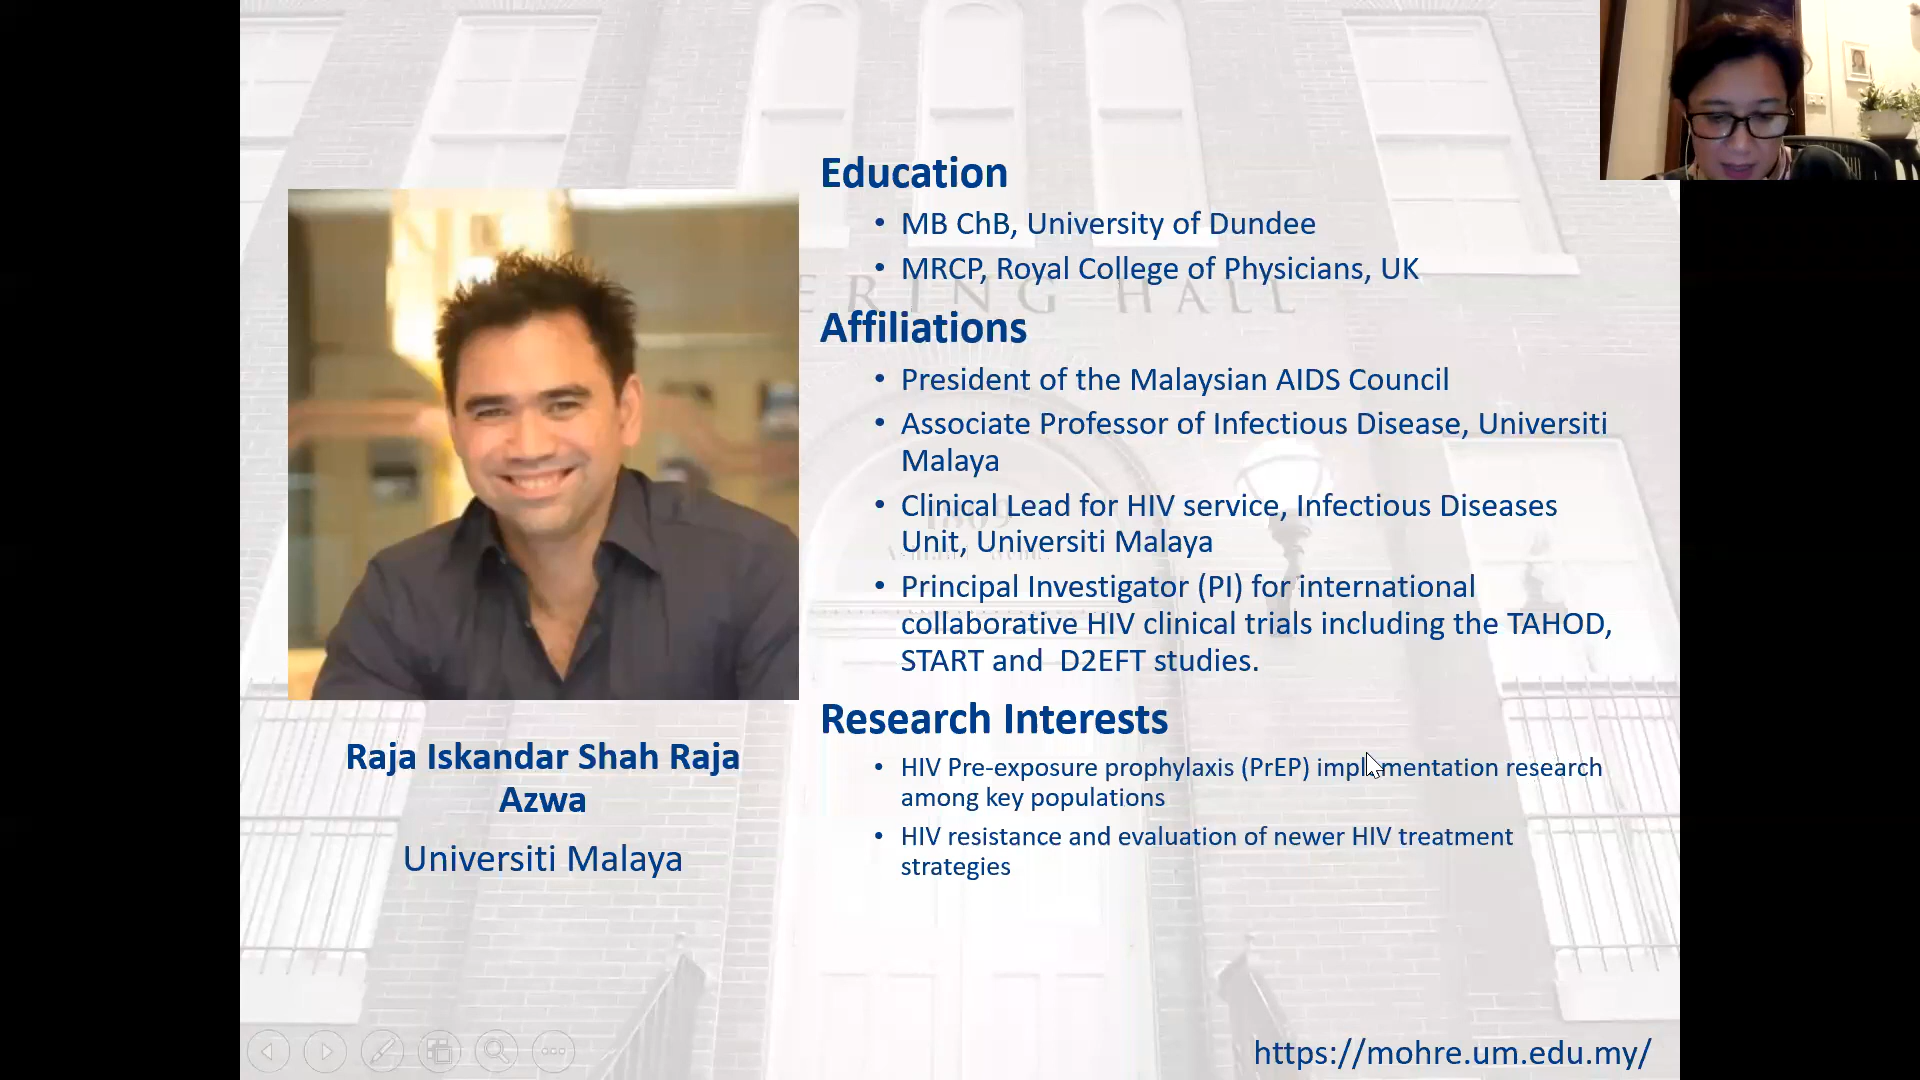 Education
• MB ChB, University of Dundee
• MRCP, Royal College of Physicians, UK
ERING HALL
Affiliations
• President of the Malaysian AIDS Council
• Associate Professor of Infectious Disease, Universiti
Malaya
• Clinical Lead for HIV service, Infectious Diseases
Unit, Universiti Malaya
• Principal Investigator (PI) for international
collaborative HIV clinical trials including the TAHOD,
START and D2EFT studies.
Research Interests
• HIV Pre-exposure prophylaxis (PrEP) implementation research
among key populations
• HIV resistance and evaluation of newer HIV treatment
strategies
Raja Iskandar Shah Raja
Azwa
Universiti Malaya
https://mohre.um.edu.my/